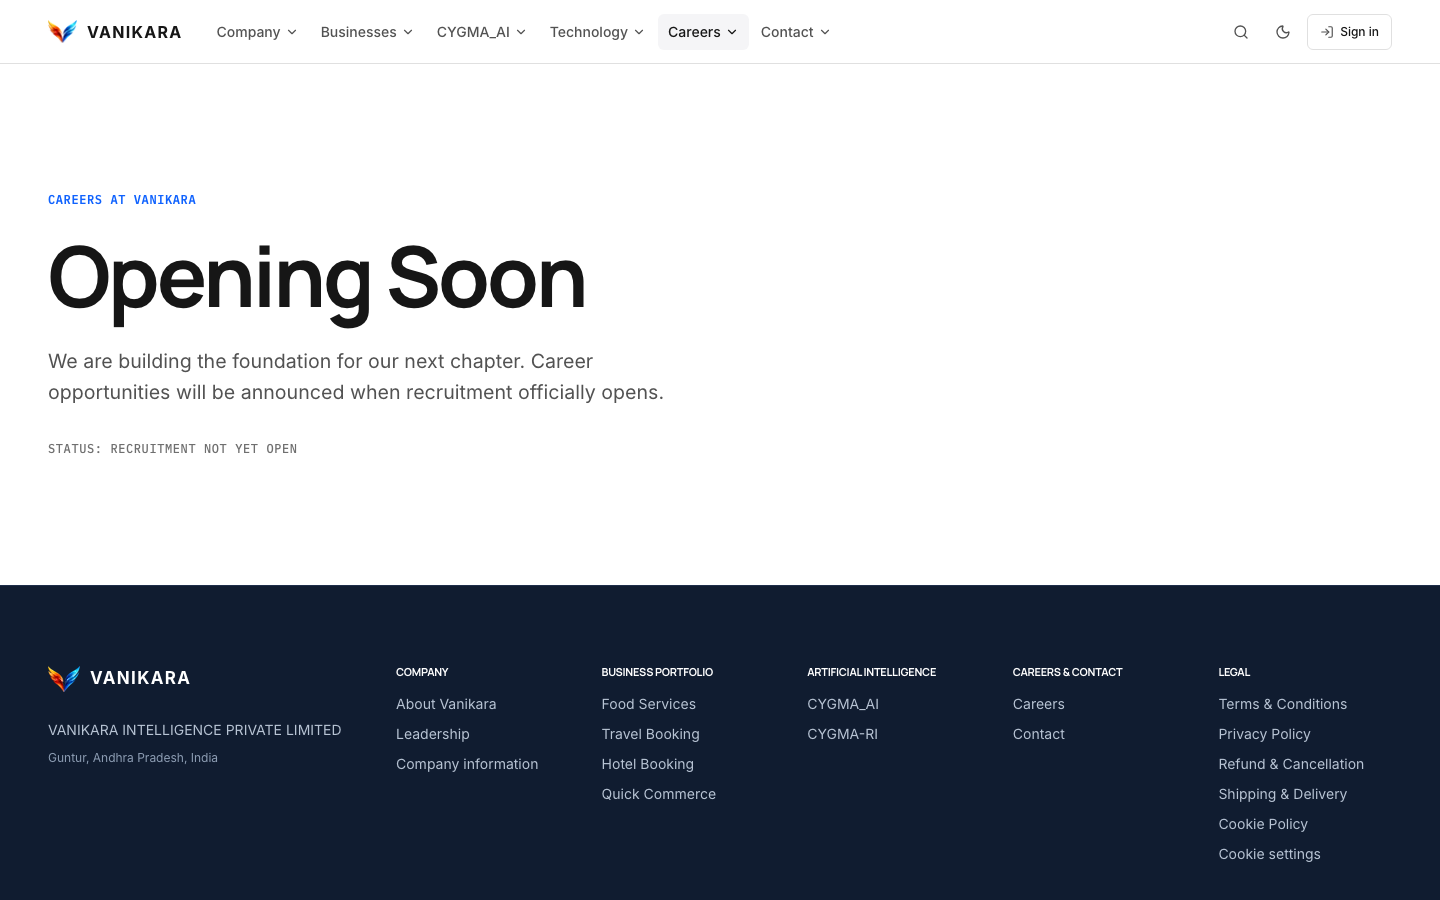 VANIKARA
Company
Businesses
CYGMA_AI
Technology
Careers
Contact
Sign in
CAREERS AT VANIKARA
Opening Soon
We are building the foundation for our next chapter. Career
opportunities will be announced when recruitment officially opens.
STATUS: RECRUITMENT NOT YET OPEN
VANIKARA
VANIKARA INTELLIGENCE PRIVATE LIMITED
Guntur, Andhra Pradesh, India
COMPANY
About Vanikara
Leadership
Company information
BUSINESS PORTFOLIO
Food Services
Travel Booking
Hotel Booking
Quick Commerce
ARTIFICIAL INTELLIGENCE
CYGMA_AI
CYGMA-RI
CAREERS & CONTACT
Careers
Contact
LEGAL
Terms & Conditions
Privacy Policy
Refund & Cancellation
Shipping & Delivery
Cookie Policy
Cookie settings